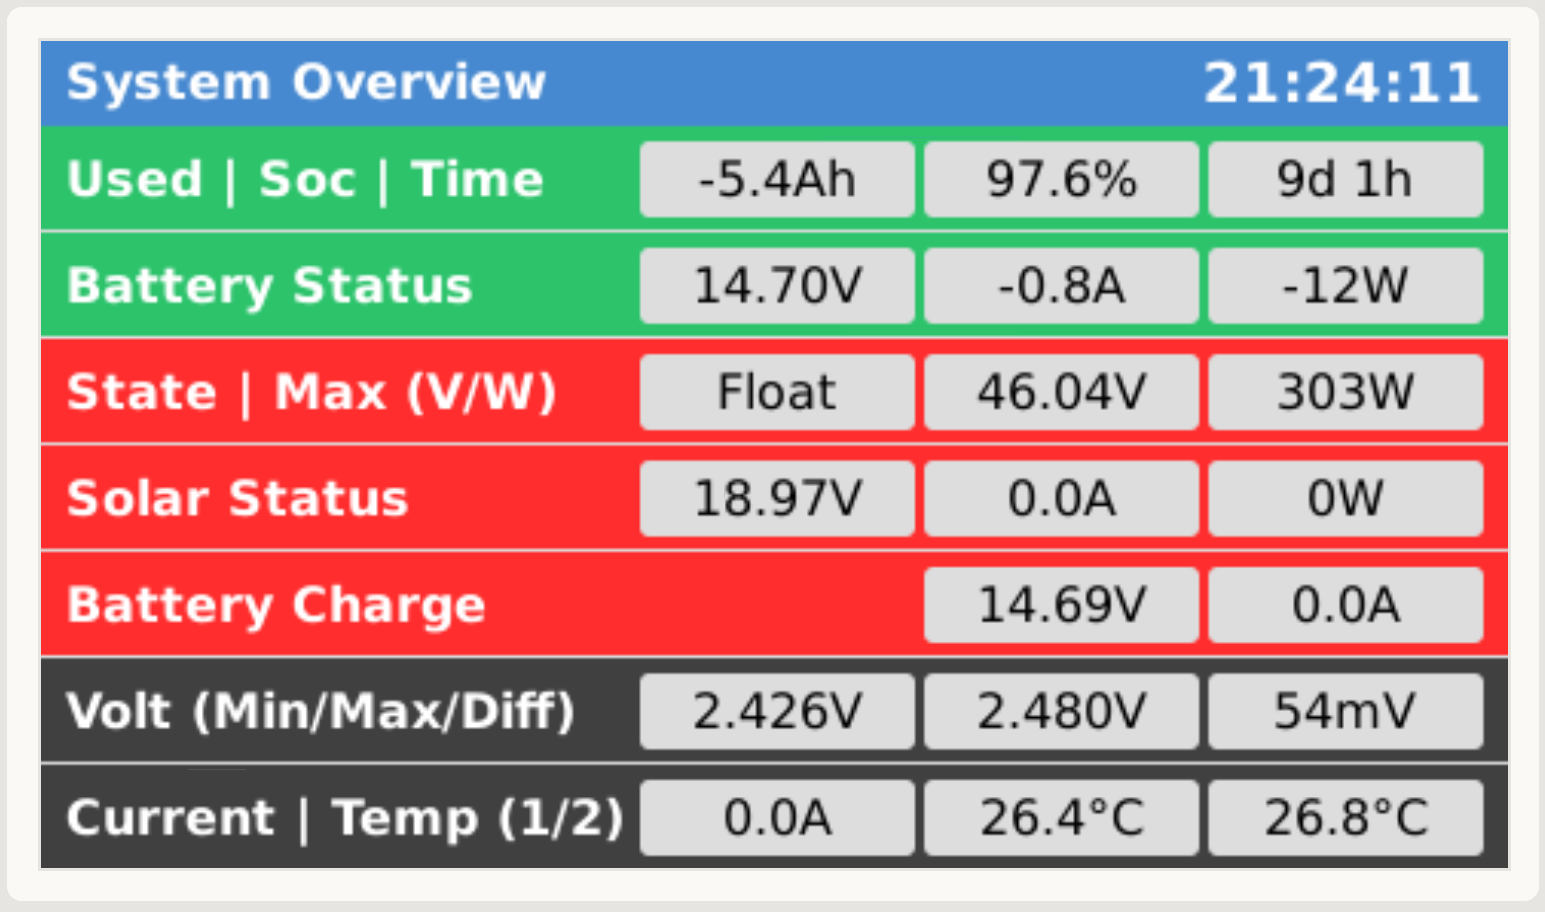 System Overview 21:24:11
Used | Soc | Time -5.4Ah 97.6% 9d 1h
Battery Status 14.70V -0.8A -12W
State | Max (V/W) Float 46.04V 303W
Solar Status 18.97V 0.0A 0W
Battery Charge 14.69V 0.0A
Volt (Min/Max/Diff) 2.426V 2.480V 54mV
Current | Temp (1/2) 0.0A 26.4°C 26.8°C